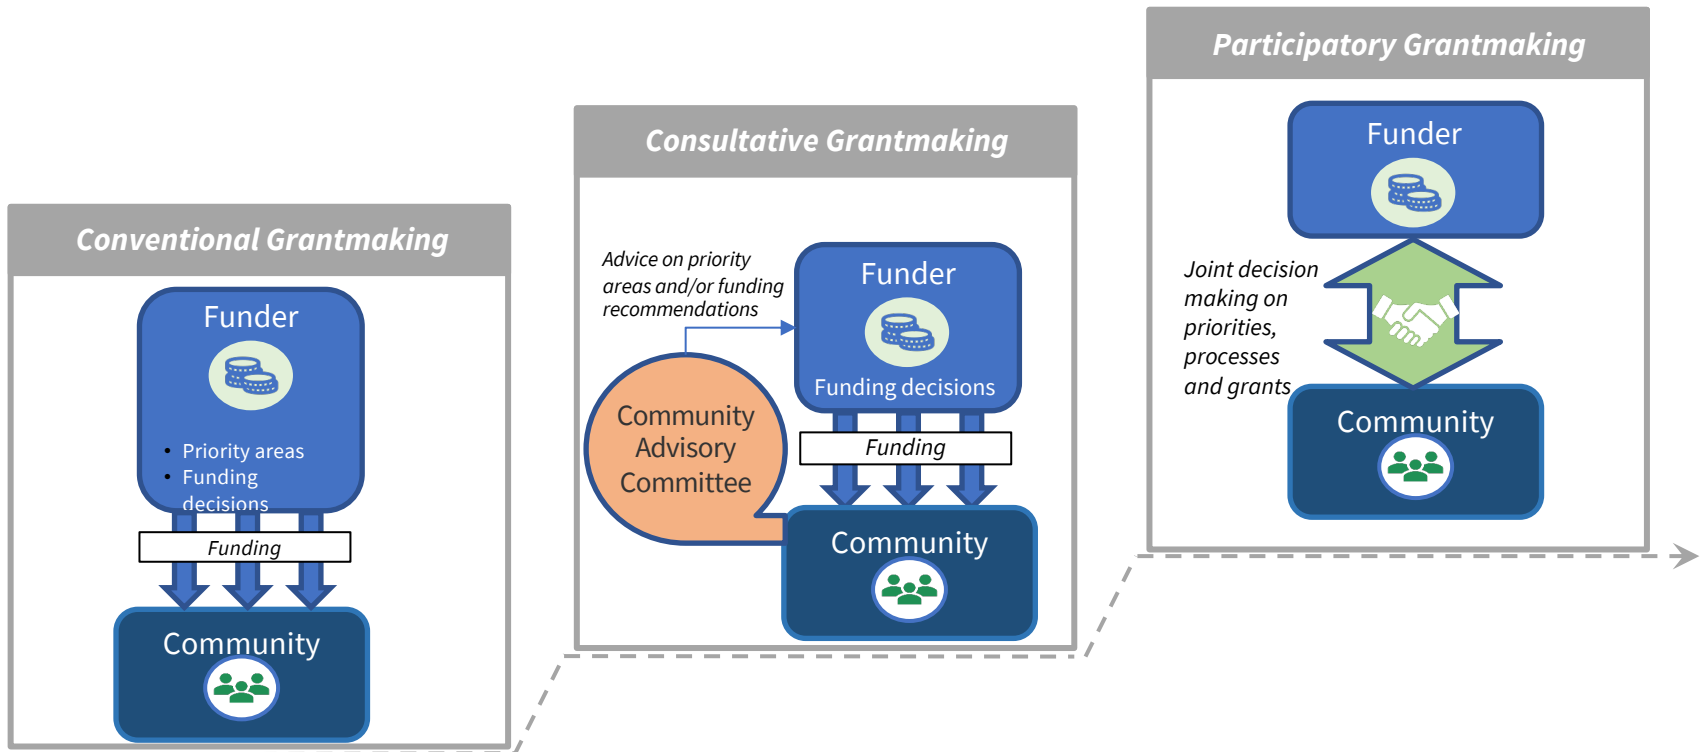 Conventional Grantmaking
Funder
• Priority areas
• Funding
decisions
Funding
Community
Consultative Grantmaking
Advice on priority
areas and/or funding
recommendations
Funder
Funding decisions
Community
Advisory
Committee
Funding
Community
Participatory Grantmaking
Funder
Joint decision
making on
priorities,
processes
and grants
Community